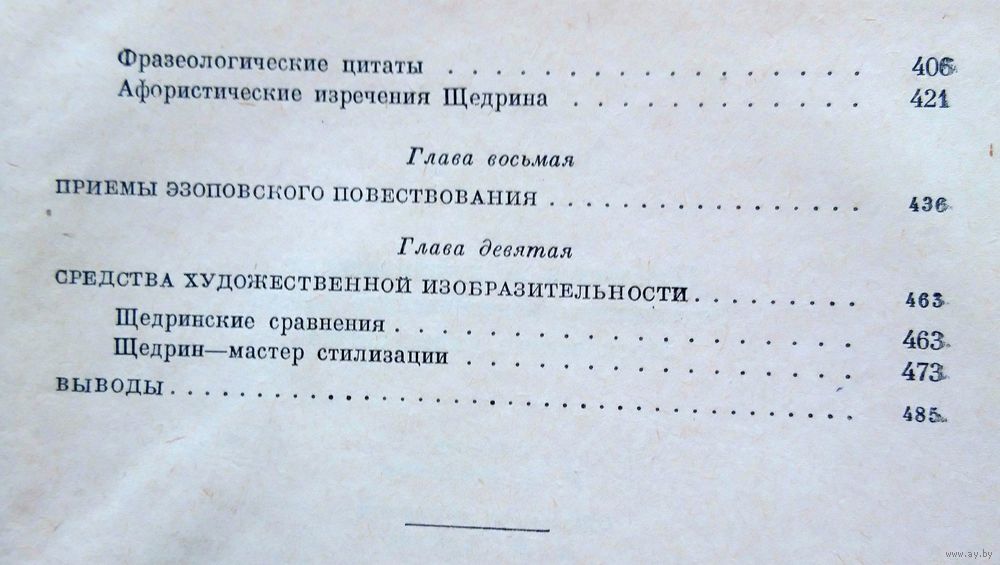 Фразеологические цитаты . . . . . . . . . . . . . . . . . . 406
Афористические изречения Щедрина . . . . . . . . . . . . . 421
Глава восьмая
ПРИЕМЫ ЭЗОПОВСКОГО ПОВЕСТВОВАНИЯ . . . . . . . . . . . . . . . . . 436
Глава девятая
СРЕДСТВА ХУДОЖЕСТВЕННОЙ ИЗОБРАЗИТЕЛЬНОСТИ . . . . . . . . . 463
Щедринские сравнения . . . . . . . . . . . . . . . . . 463
Щедрин—мастер стилизации . . . . . . . . . . . . . . 473
ВЫВОДЫ . . . . . . . . . . . . . . . . . . . . . . . . . . . . . . . . 485
www.ay.by